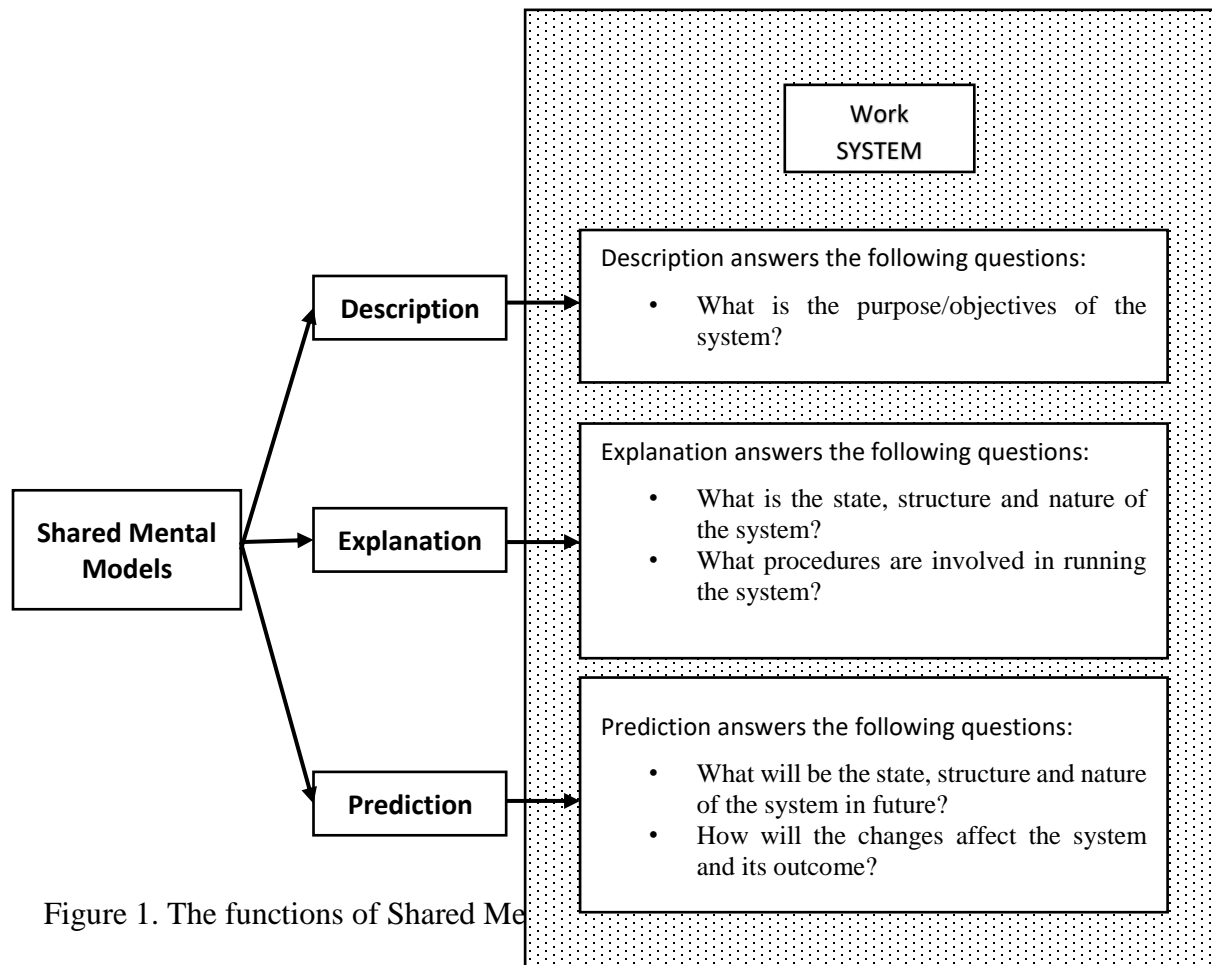 Work
SYSTEM
Description answers the following questions:
• What is the purpose/objectives of the
system?
Description
Explanation answers the following questions:
• What is the state, structure and nature of
the system?
• What procedures are involved in running
the system?
Shared Mental
Models
Explanation
Prediction answers the following questions:
• What will be the state, structure and nature
of the system in future?
• How will the changes affect the system
and its outcome?
Prediction
Figure 1. The functions of Shared Me